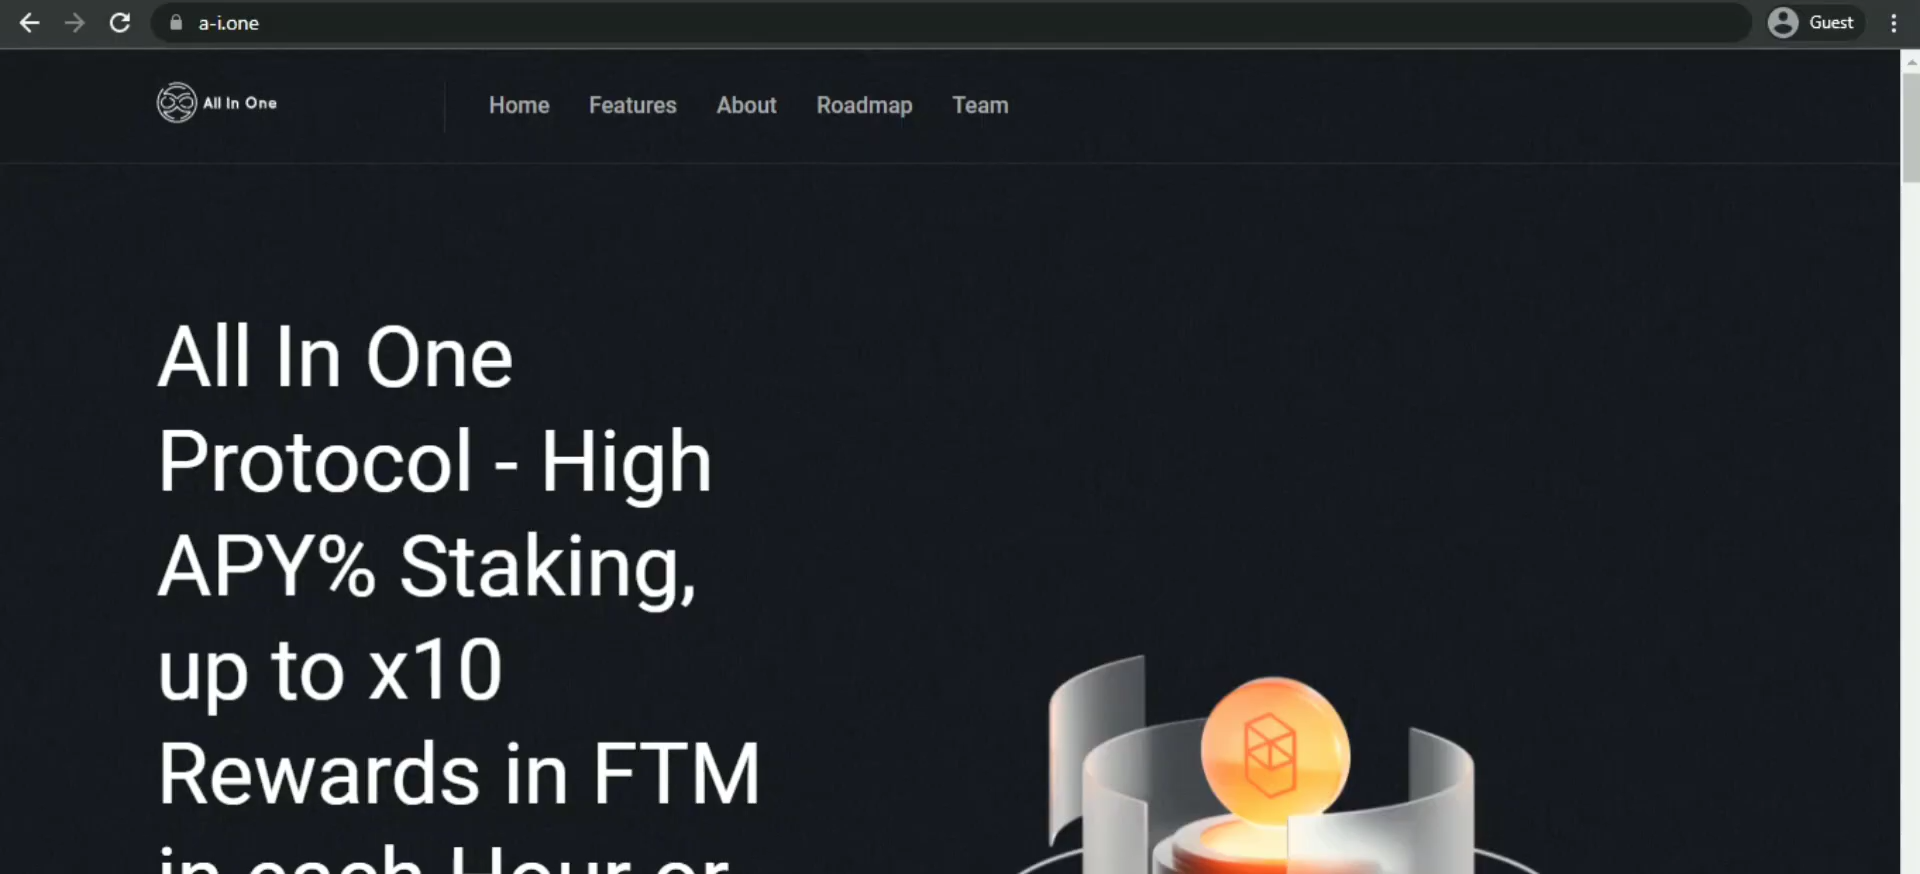 a-i.one
Guest
All In One
Home Features About Roadmap Team
All In One
Protocol - High
APY% Staking,
up to x10
Rewards in FTM
in each Hour or